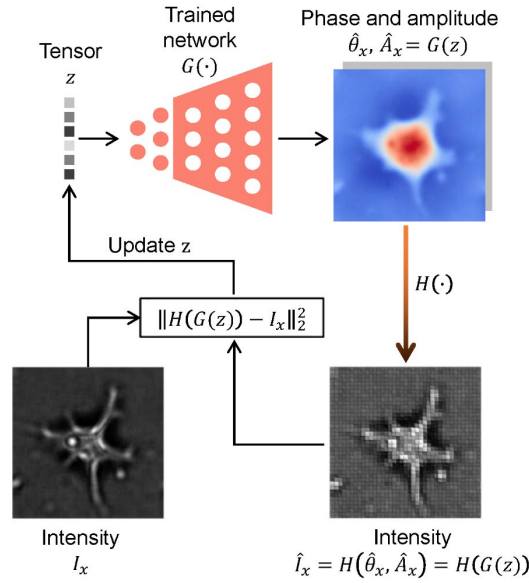 Tensor
z
Trained
network
G(·)
Phase and amplitude
θ̂ₓ, Âₓ = G(z)
Update z
H(·)
‖H(G(z)) − Iₓ‖₂²
Intensity
Iₓ
Intensity
Îₓ = H(θ̂ₓ, Âₓ) = H(G(z))